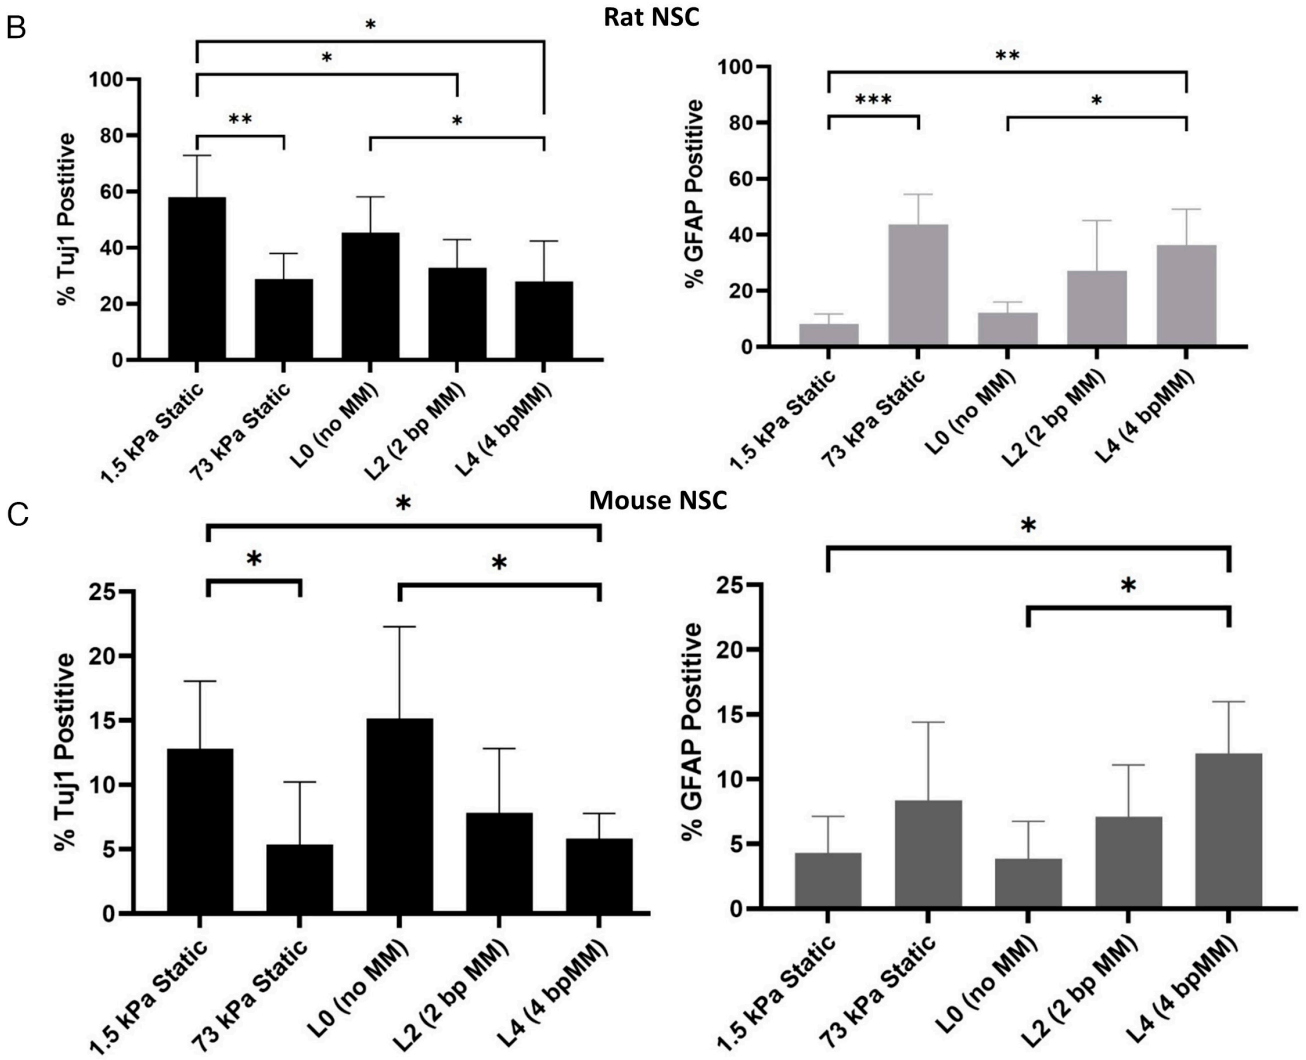 B
Rat NSC
*
*
**
*
% Tuj1 Postitive
100
80
60
40
20
0
1.5 kPa Static
73 kPa Static
L0 (no MM)
L2 (2 bp MM)
L4 (4 bpMM)
**
***
*
% GFAP Postitive
100
80
60
40
20
0
1.5 kPa Static
73 kPa Static
L0 (no MM)
L2 (2 bp MM)
L4 (4 bpMM)
C
Mouse NSC
*
*
*
% Tuj1 Postitive
25
20
15
10
5
0
1.5 kPa Static
73 kPa Static
L0 (no MM)
L2 (2 bp MM)
L4 (4 bpMM)
*
*
% GFAP Postitive
25
20
15
10
5
0
1.5 kPa Static
73 kPa Static
L0 (no MM)
L2 (2 bp MM)
L4 (4 bpMM)